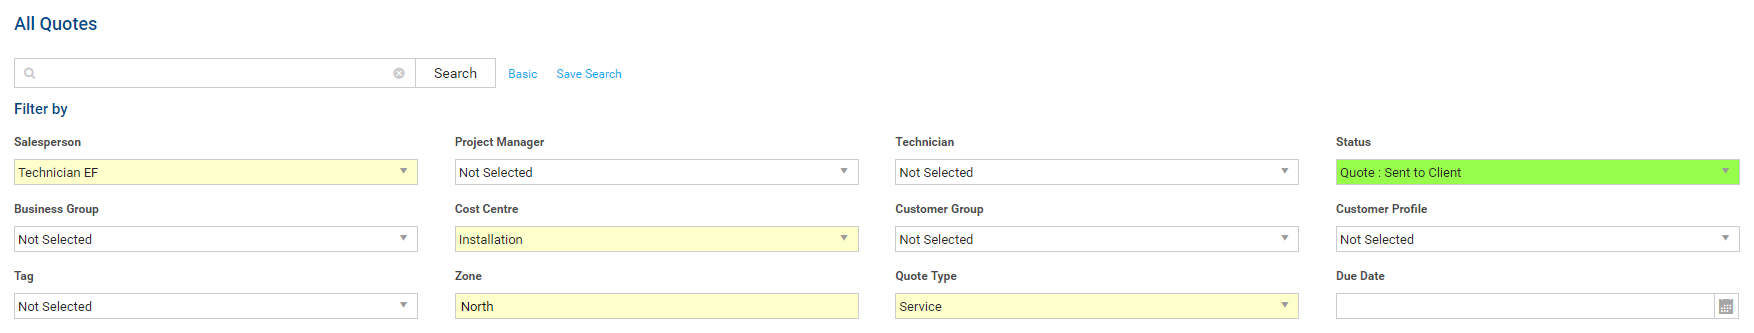 All Quotes
Search Basic Save Search
Filter by
Salesperson Project Manager Technician Status
Technician EF Not Selected Not Selected Quote : Sent to Client
Business Group Cost Centre Customer Group Customer Profile
Not Selected Installation Not Selected Not Selected
Tag Zone Quote Type Due Date
Not Selected North Service